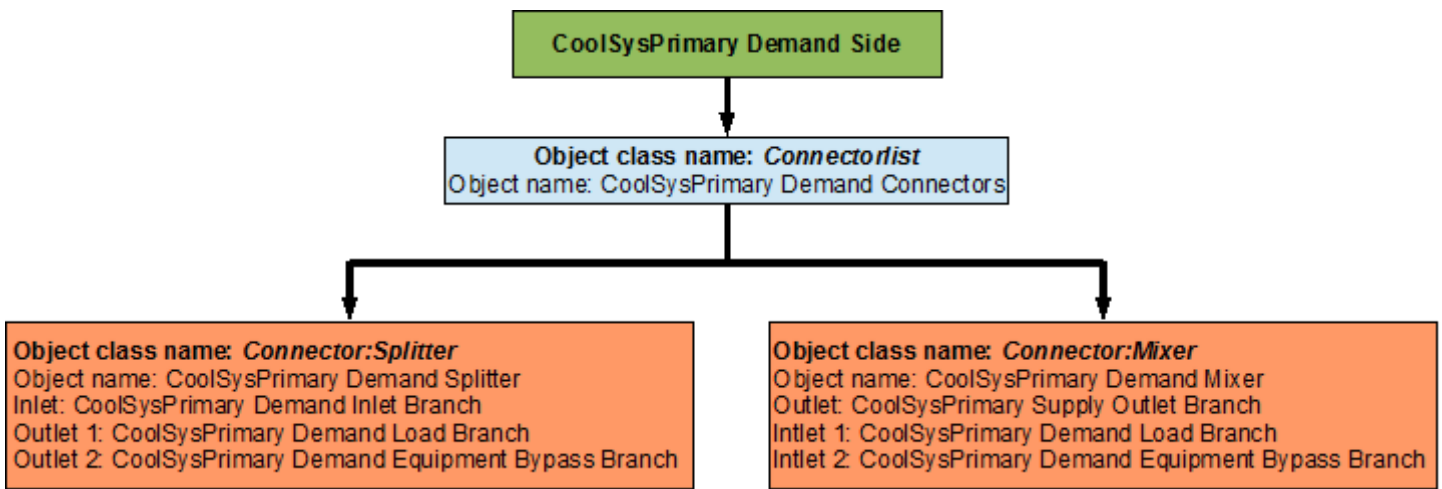 CoolSysPrimary Demand Side
Object class name: Connectorlist
Object name: CoolSysPrimary Demand Connectors
Object class name: Connector:Splitter
Object name: CoolSysPrimary Demand Splitter
Inlet: CoolSysPrimary Demand Inlet Branch
Outlet 1: CoolSysPrimary Demand Load Branch
Outlet 2: CoolSysPrimary Demand Equipment Bypass Branch
Object class name: Connector:Mixer
Object name: CoolSysPrimary Demand Mixer
Outlet: CoolSysPrimary Supply Outlet Branch
Intlet 1: CoolSysPrimary Demand Load Branch
Intlet 2: CoolSysPrimary Demand Equipment Bypass Branch